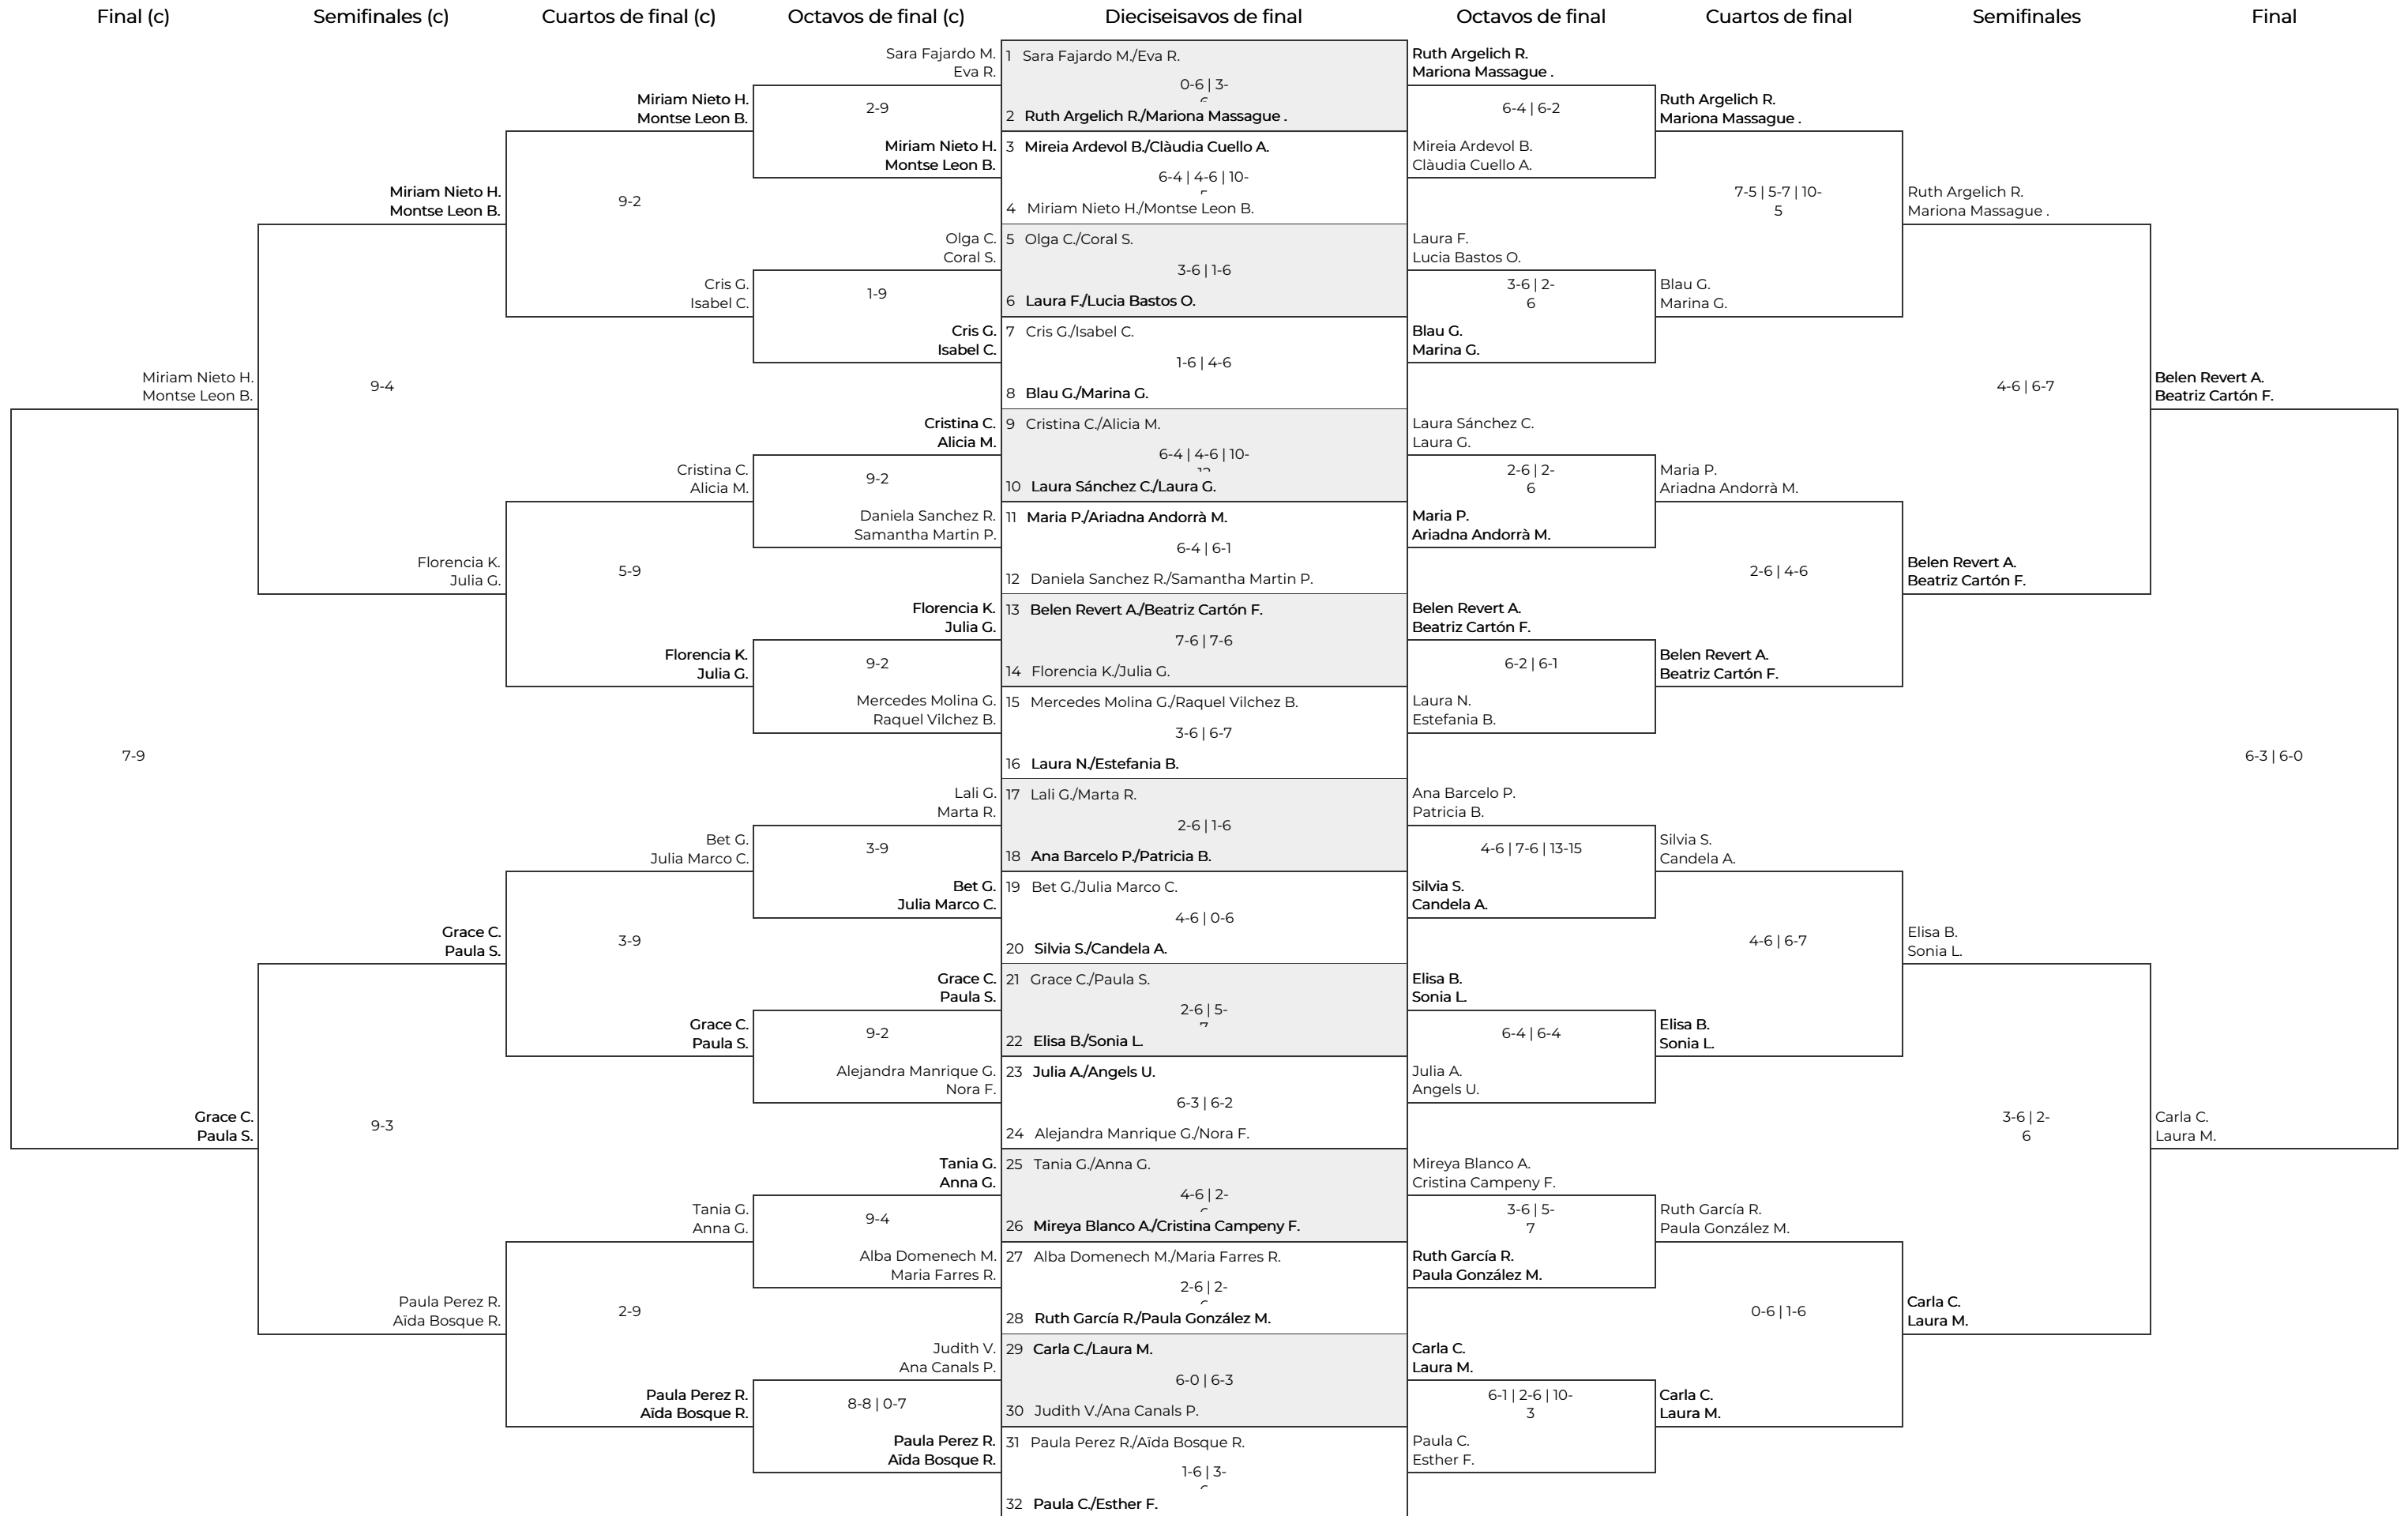 Final (c)
Semifinales (c)
Cuartos de final (c)
Octavos de final (c)
Dieciseisavos de final
Octavos de final
Cuartos de final
Semifinales
Final
Miriam Nieto H.
Montse Leon B.
7-9
Grace C.
Paula S.
Miriam Nieto H.
Montse Leon B.
9-4
Florencia K.
Julia G.
Grace C.
Paula S.
9-3
Paula Perez R.
Aïda Bosque R.
Miriam Nieto H.
Montse Leon B.
9-2
Cris G.
Isabel C.
Cristina C.
Alicia M.
5-9
Florencia K.
Julia G.
Bet G.
Julia Marco C.
3-9
Grace C.
Paula S.
Tania G.
Anna G.
2-9
Paula Perez R.
Aïda Bosque R.
Sara Fajardo M.
Eva R.
2-9
Miriam Nieto H.
Montse Leon B.
Olga C.
Coral S.
1-9
Cris G.
Isabel C.
Cristina C.
Alicia M.
9-2
Daniela Sanchez R.
Samantha Martin P.
Florencia K.
Julia G.
9-2
Mercedes Molina G.
Raquel Vilchez B.
Lali G.
Marta R.
3-9
Bet G.
Julia Marco C.
Grace C.
Paula S.
9-2
Alejandra Manrique G.
Nora F.
Tania G.
Anna G.
9-4
Alba Domenech M.
Maria Farres R.
Judith V.
Ana Canals P.
8-8 | 0-7
Paula Perez R.
Aïda Bosque R.
1 Sara Fajardo M./Eva R.
0-6 | 3-
2 Ruth Argelich R./Mariona Massague .
3 Mireia Ardevol B./Clàudia Cuello A.
6-4 | 4-6 | 10-
4 Miriam Nieto H./Montse Leon B.
5 Olga C./Coral S.
3-6 | 1-6
6 Laura F./Lucia Bastos O.
7 Cris G./Isabel C.
1-6 | 4-6
8 Blau G./Marina G.
9 Cristina C./Alicia M.
6-4 | 4-6 | 10-
10 Laura Sánchez C./Laura G.
11 Maria P./Ariadna Andorrà M.
6-4 | 6-1
12 Daniela Sanchez R./Samantha Martin P.
13 Belen Revert A./Beatriz Cartón F.
7-6 | 7-6
14 Florencia K./Julia G.
15 Mercedes Molina G./Raquel Vilchez B.
3-6 | 6-7
16 Laura N./Estefania B.
17 Lali G./Marta R.
2-6 | 1-6
18 Ana Barcelo P./Patricia B.
19 Bet G./Julia Marco C.
4-6 | 0-6
20 Silvia S./Candela A.
21 Grace C./Paula S.
2-6 | 5-
22 Elisa B./Sonia L.
23 Julia A./Angels U.
6-3 | 6-2
24 Alejandra Manrique G./Nora F.
25 Tania G./Anna G.
4-6 | 2-
26 Mireya Blanco A./Cristina Campeny F.
27 Alba Domenech M./Maria Farres R.
2-6 | 2-
28 Ruth García R./Paula González M.
29 Carla C./Laura M.
6-0 | 6-3
30 Judith V./Ana Canals P.
31 Paula Perez R./Aïda Bosque R.
1-6 | 3-
32 Paula C./Esther F.
Ruth Argelich R.
Mariona Massague .
6-4 | 6-2
Mireia Ardevol B.
Clàudia Cuello A.
Laura F.
Lucia Bastos O.
3-6 | 2-
6
Blau G.
Marina G.
Laura Sánchez C.
Laura G.
2-6 | 2-
6
Maria P.
Ariadna Andorrà M.
Belen Revert A.
Beatriz Cartón F.
6-2 | 6-1
Laura N.
Estefania B.
Ana Barcelo P.
Patricia B.
4-6 | 7-6 | 13-15
Silvia S.
Candela A.
Elisa B.
Sonia L.
6-4 | 6-4
Julia A.
Angels U.
Mireya Blanco A.
Cristina Campeny F.
3-6 | 5-
7
Ruth García R.
Paula González M.
Carla C.
Laura M.
6-1 | 2-6 | 10-
3
Paula C.
Esther F.
Ruth Argelich R.
Mariona Massague .
7-5 | 5-7 | 10-
5
Blau G.
Marina G.
Maria P.
Ariadna Andorrà M.
2-6 | 4-6
Belen Revert A.
Beatriz Cartón F.
Silvia S.
Candela A.
4-6 | 6-7
Elisa B.
Sonia L.
Ruth García R.
Paula González M.
0-6 | 1-6
Carla C.
Laura M.
Ruth Argelich R.
Mariona Massague .
4-6 | 6-7
Belen Revert A.
Beatriz Cartón F.
Elisa B.
Sonia L.
3-6 | 2-
6
Carla C.
Laura M.
Belen Revert A.
Beatriz Cartón F.
6-3 | 6-0
Carla C.
Laura M.